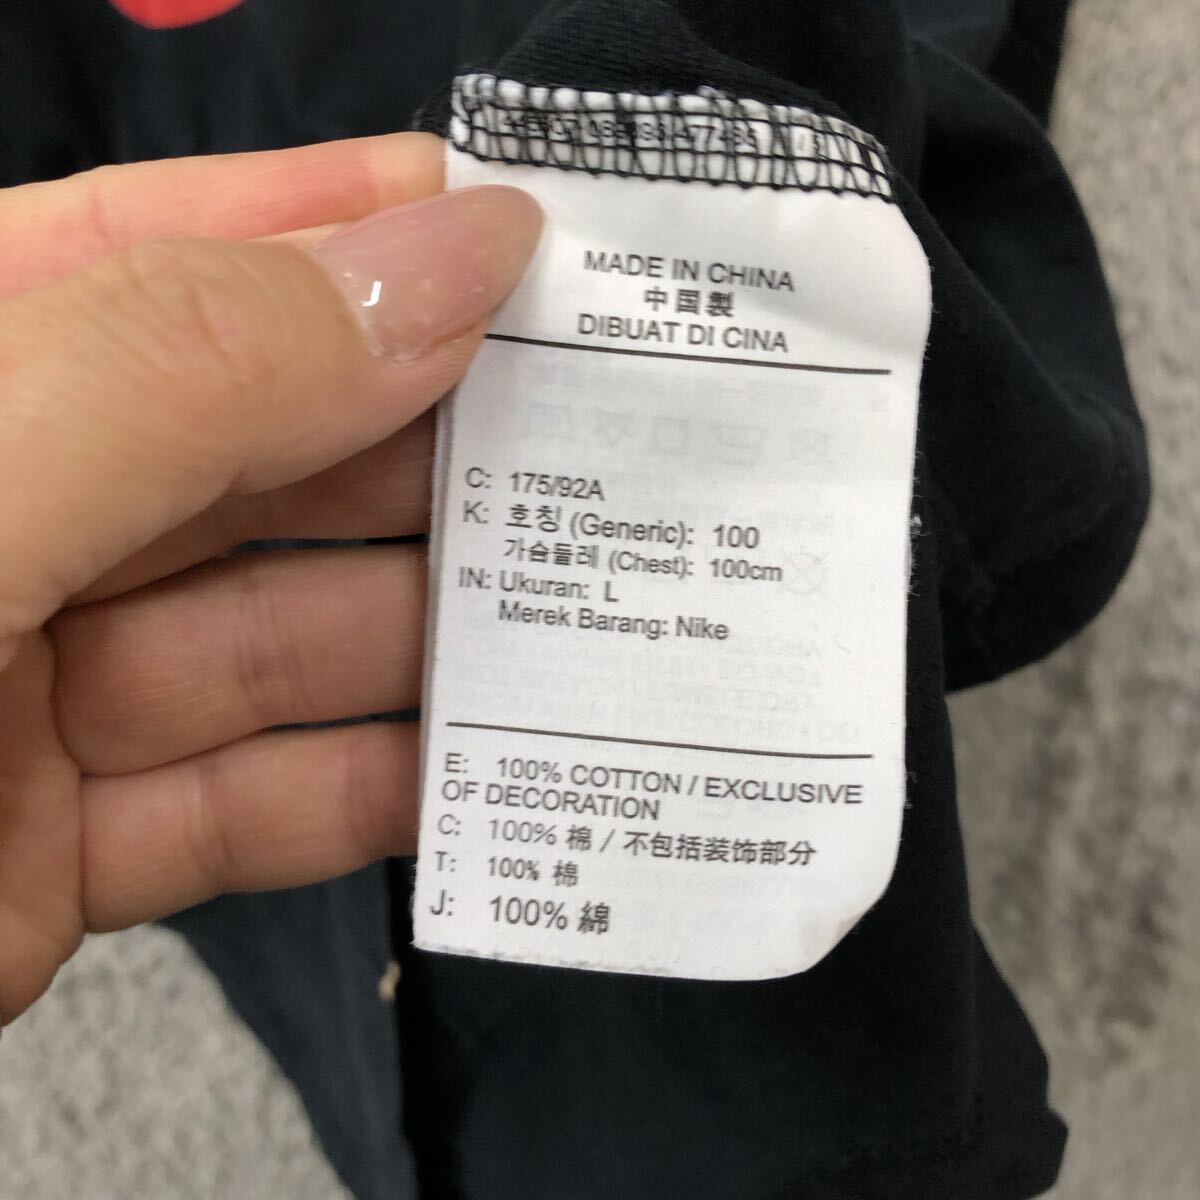 MADE IN CHINA
中国製
DIBUAT DI CINA
C: 175/92A
K: 호칭 (Generic): 100
가슴둘레 (Chest): 100cm
IN: Ukuran: L
Merek Barang: Nike
E: 100% COTTON / EXCLUSIVE
OF DECORATION
C: 100% 棉 / 不包括装饰部分
T: 100% 棉
J: 100% 綿